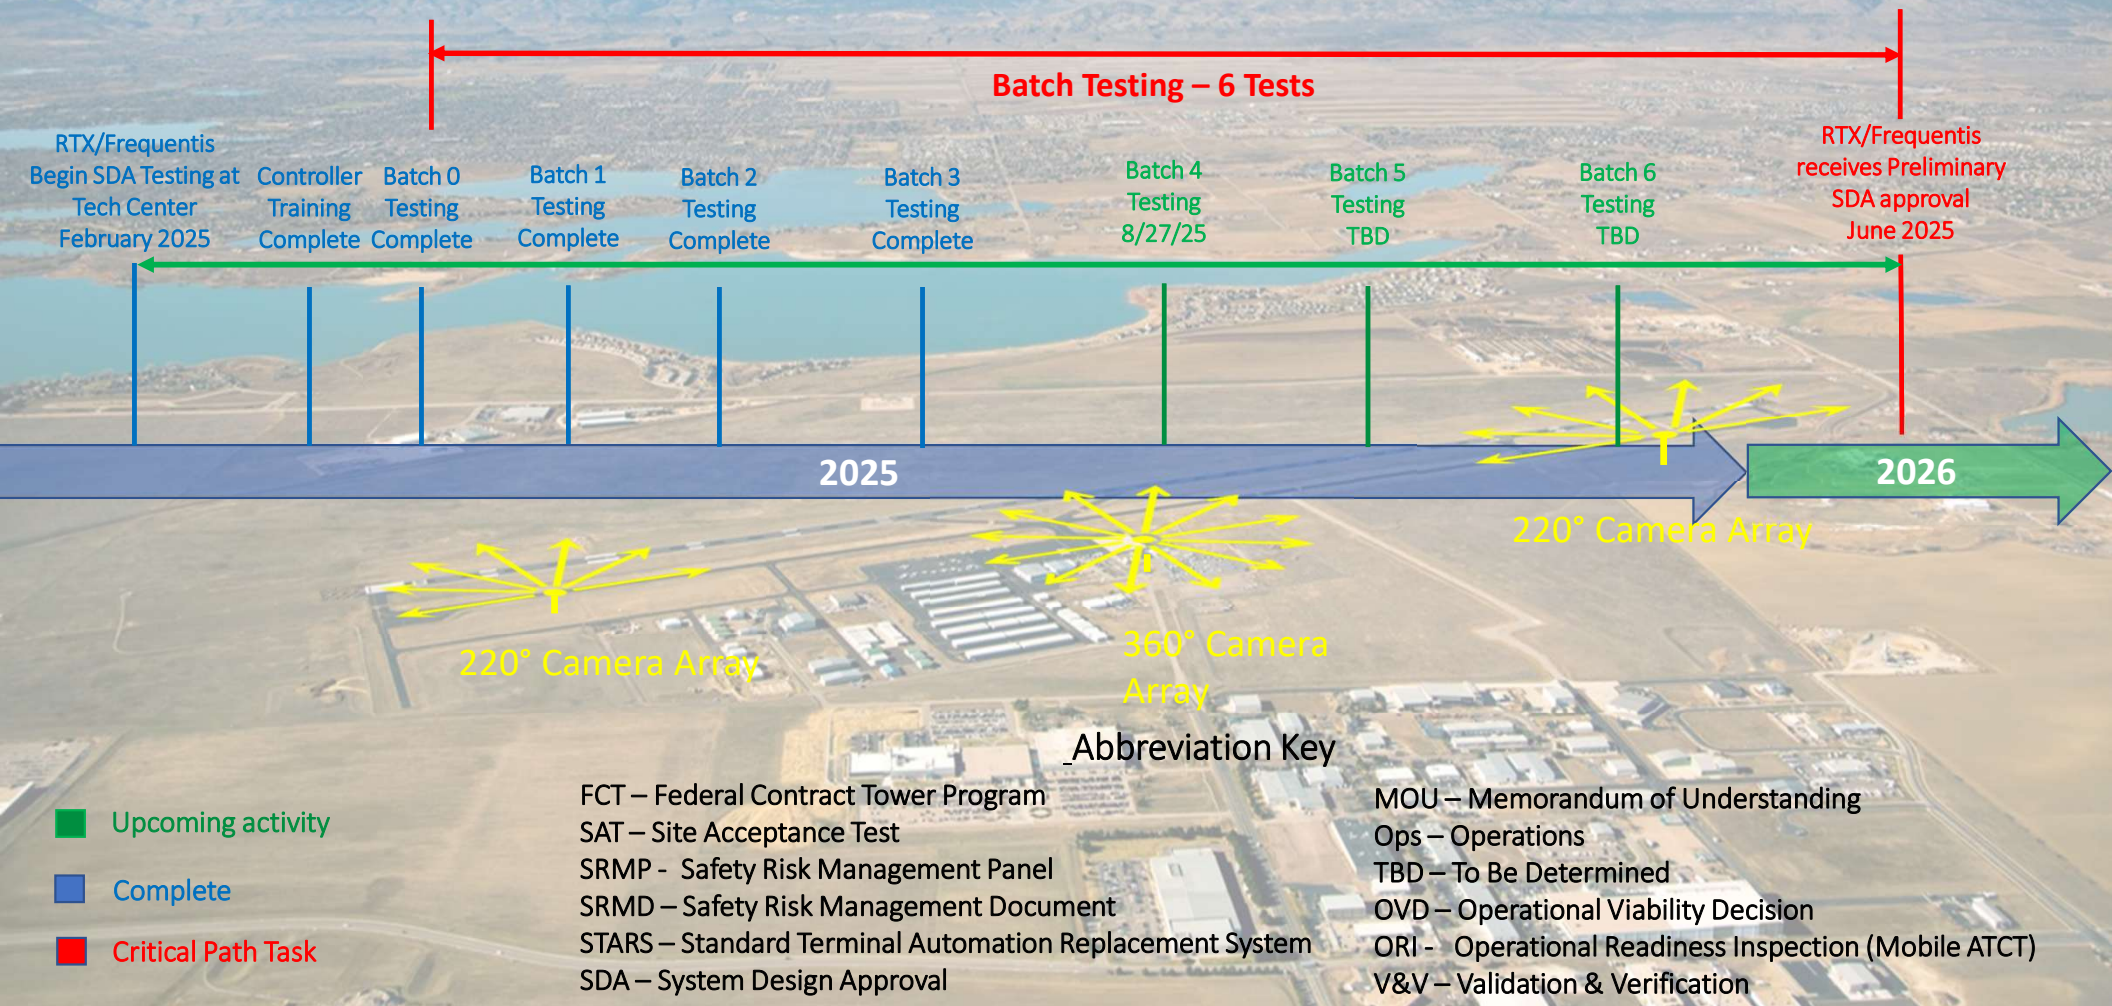 Batch Testing – 6 Tests
RTX/Frequentis
Begin SDA Testing at
Tech Center
February 2025
Controller
Training
Complete
Batch 0
Testing
Complete
Batch 1
Testing
Complete
Batch 2
Testing
Complete
Batch 3
Testing
Complete
Batch 4
Testing
8/27/25
Batch 5
Testing
TBD
Batch 6
Testing
TBD
RTX/Frequentis
receives Preliminary
SDA approval
June 2025
2025
2026
220° Camera Array
220° Camera Array
360° Camera
Array
Abbreviation Key
Upcoming activity
Complete
Critical Path Task
FCT – Federal Contract Tower Program
SAT – Site Acceptance Test
SRMP - Safety Risk Management Panel
SRMD – Safety Risk Management Document
STARS – Standard Terminal Automation Replacement System
SDA – System Design Approval
MOU – Memorandum of Understanding
Ops – Operations
TBD – To Be Determined
OVD – Operational Viability Decision
ORI - Operational Readiness Inspection (Mobile ATCT)
V&V – Validation & Verification